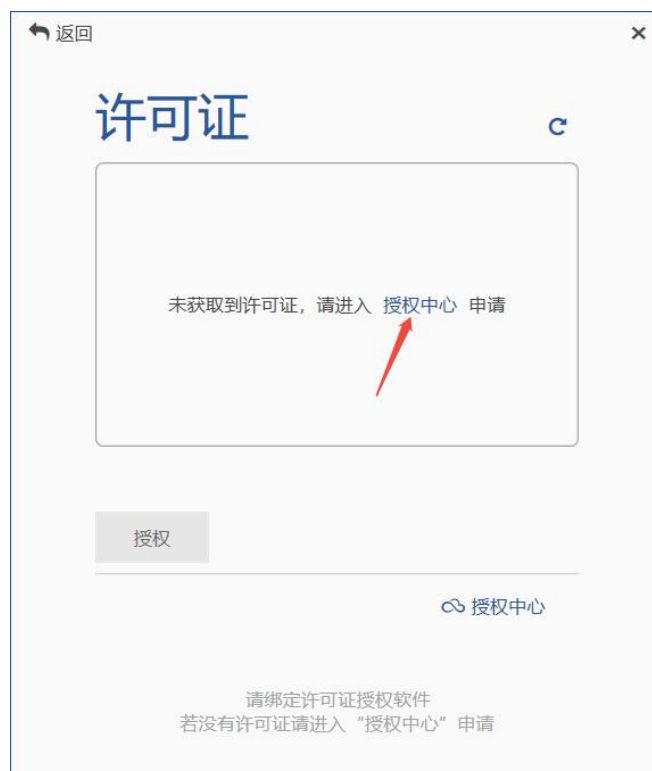 返回
许可证
未获取到许可证，请进入 授权中心 申请
授权
授权中心
请绑定许可证授权软件
若没有许可证请进入“授权中心”申请